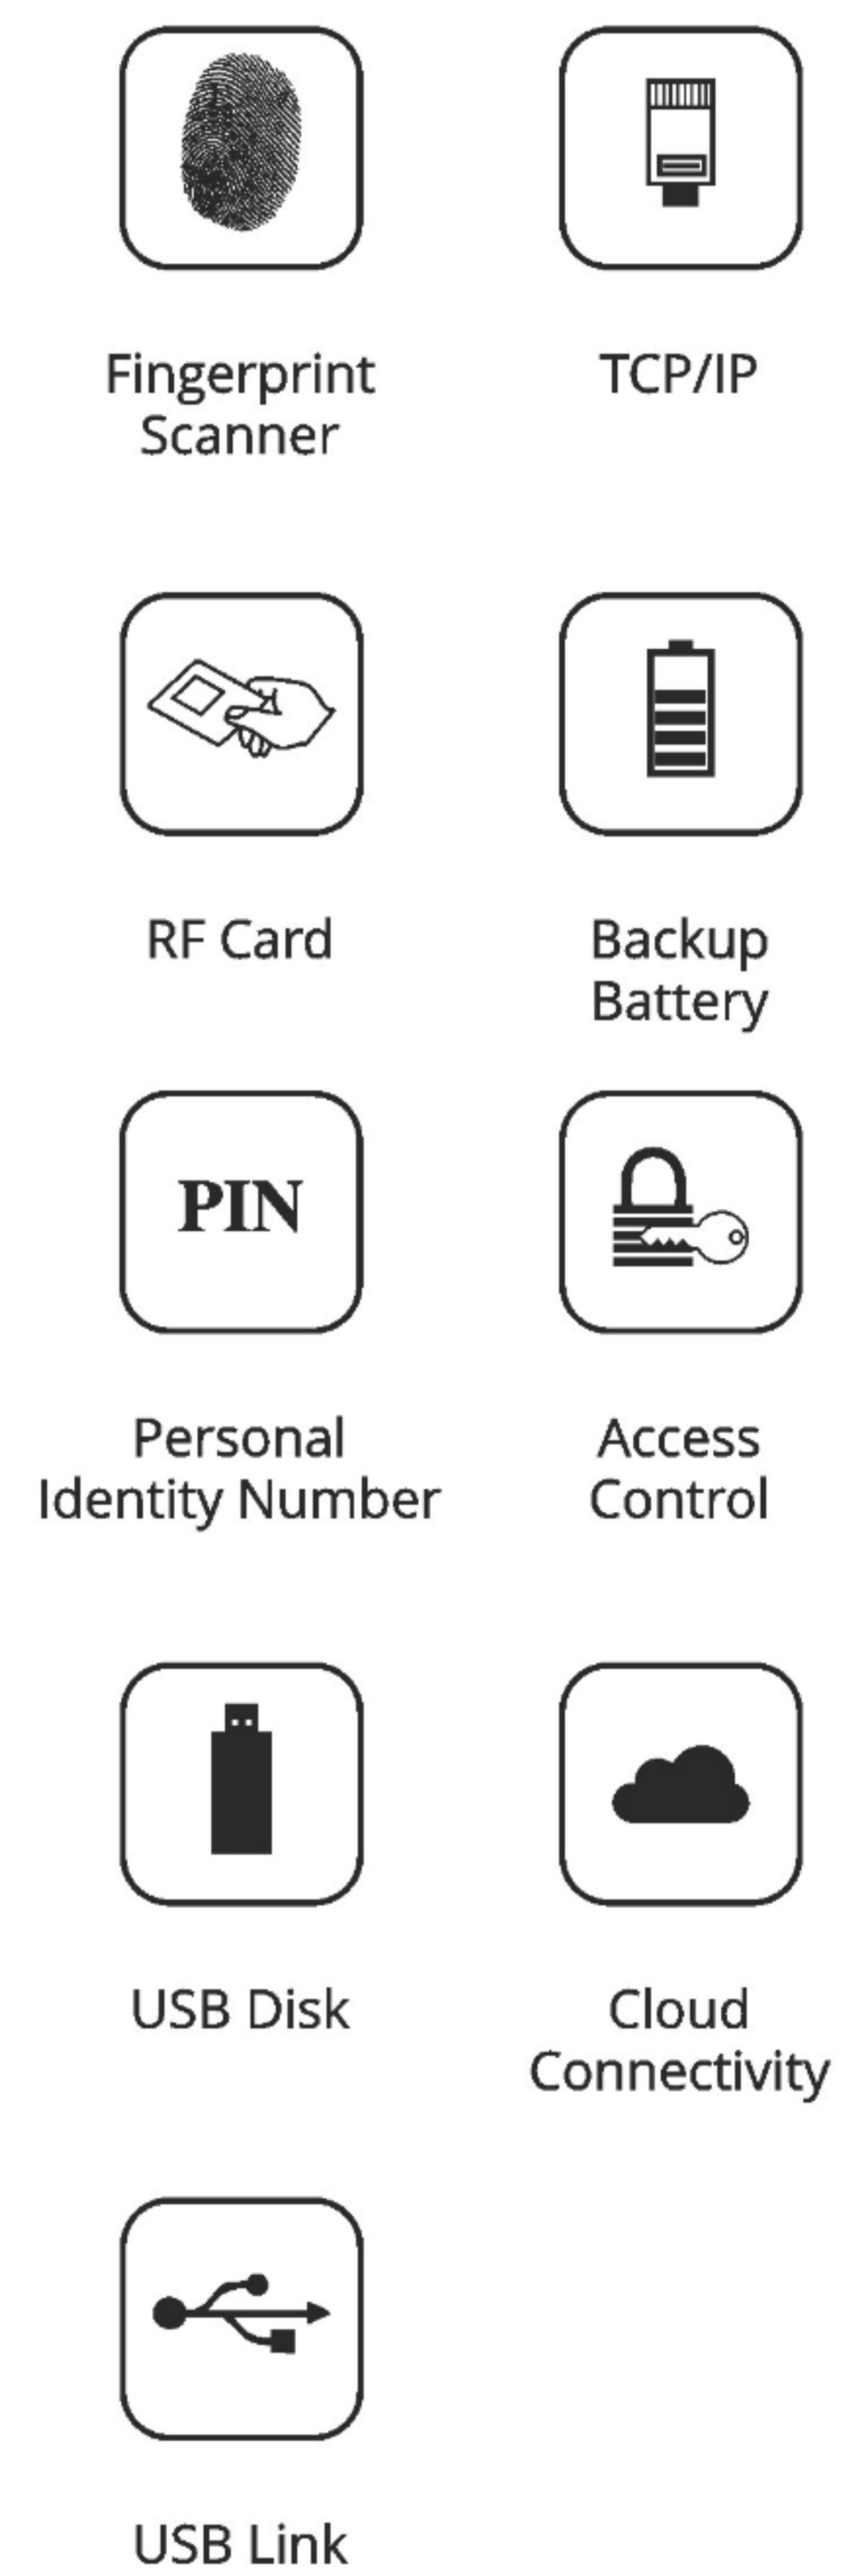 Fingerprint
Scanner
TCP/IP
RF Card
Backup
Battery
PIN
Personal
Identity Number
Access
Control
USB Disk
Cloud
Connectivity
USB Link